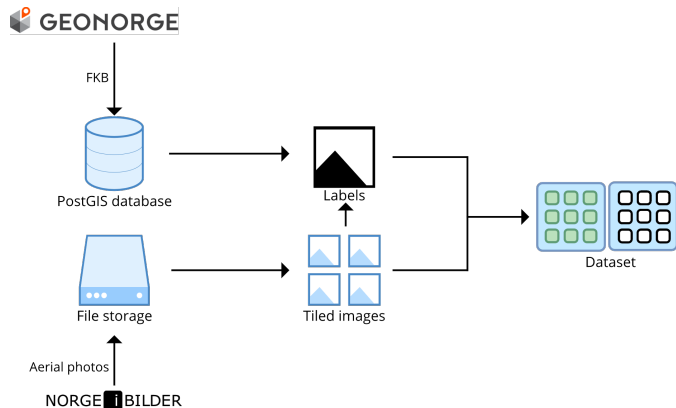 GEONORGE
FKB
PostGIS database
Labels
Dataset
File storage
Tiled images
Aerial photos
NORGE i BILDER